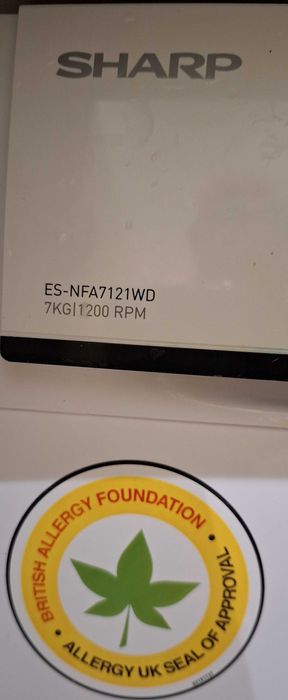 SHARP
ES-NFA7121WD
7KG|1200 RPM
BRITISH ALLERGY FOUNDATION
• ALLERGY UK SEAL OF APPROVAL •